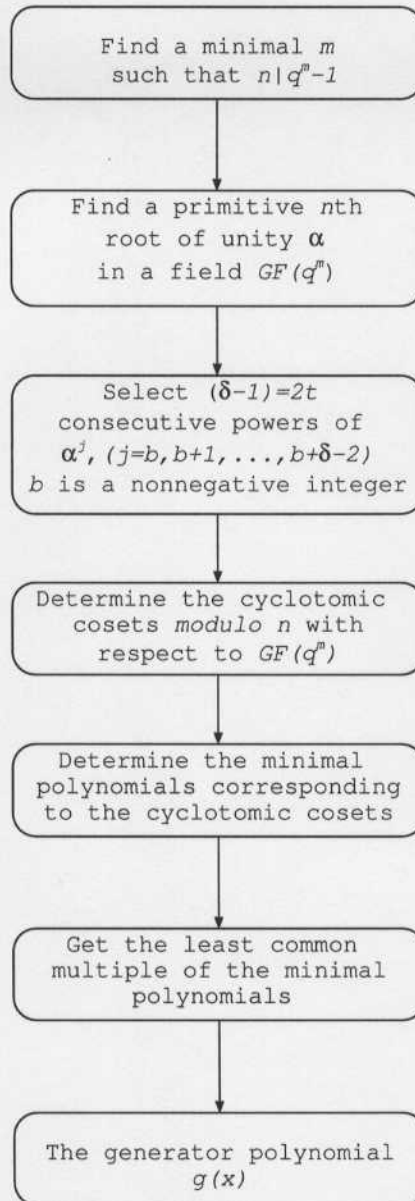 Find a minimal m
such that n|q^m-1
Find a primitive nth
root of unity α
in a field GF(q^m)
Select (δ-1)=2t
consecutive powers of
α^j, (j=b,b+1,...,b+δ-2)
b is a nonnegative integer
Determine the cyclotomic
cosets modulo n with
respect to GF(q^m)
Determine the minimal
polynomials corresponding
to the cyclotomic cosets
Get the least common
multiple of the minimal
polynomials
The generator polynomial
g(x)